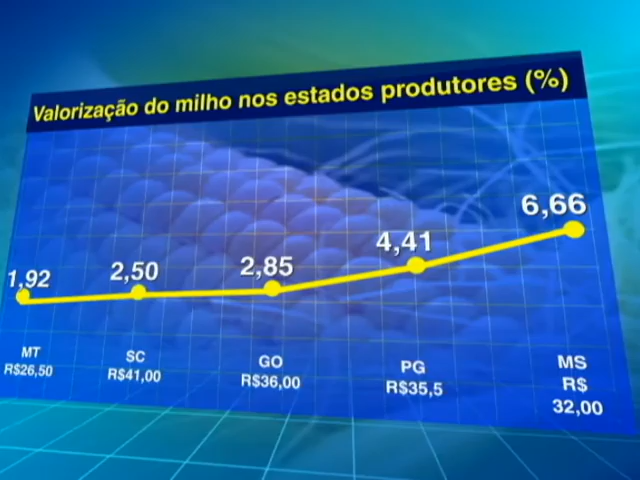 Valorização do milho nos estados produtores (%)
1,92
2,50
2,85
4,41
6,66
MT
R$26,50
SC
R$41,00
GO
R$36,00
PG
R$35,5
MS
R$
32,00